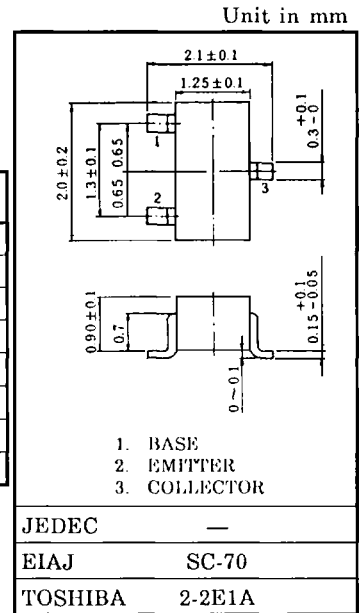 Unit in mm
2.1±0.1
1.25±0.1
2.0±0.2
1.3±0.1
0.65 0.65
1
2
3
+0.1
0.3-0
0.90±0.1
0.7
0~0.1
+0.1
0.15-0.05
1. BASE
2. EMITTER
3. COLLECTOR
JEDEC —
EIAJ SC-70
TOSHIBA 2-2E1A